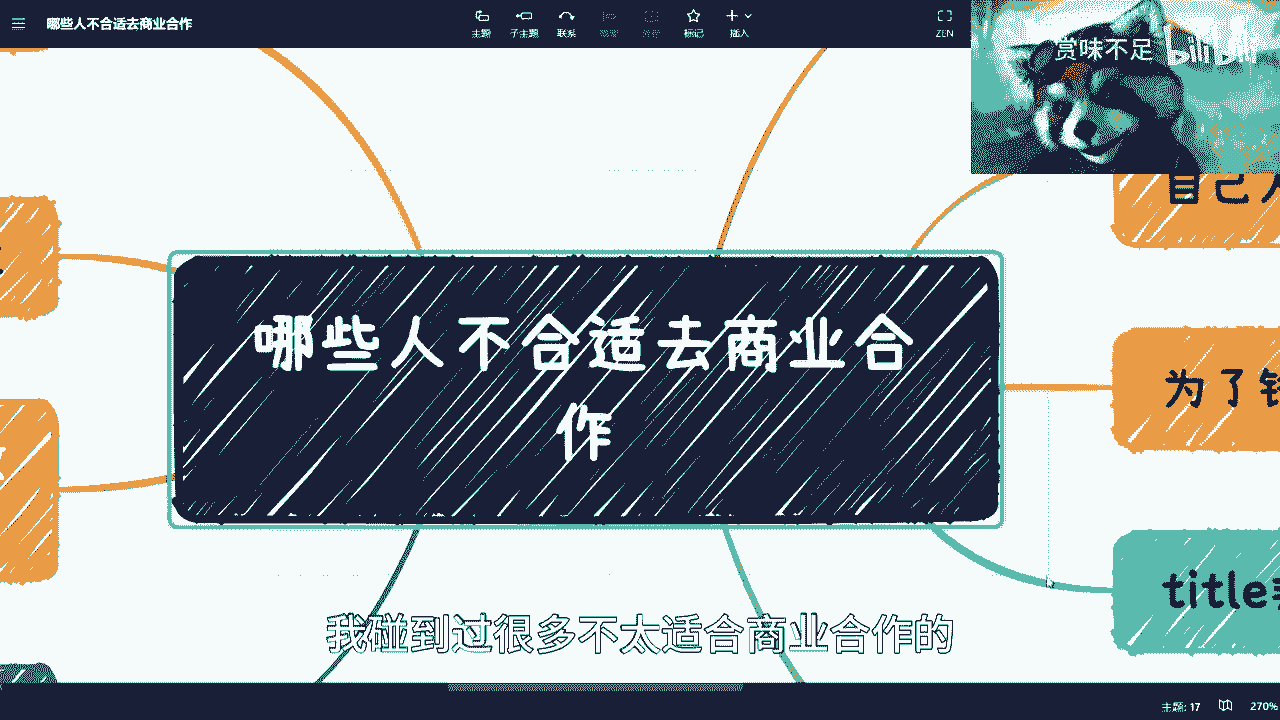 哪些人不合适去商业合作
主题
子主题
联系
标记
插入
ZEN
赏味不足
bilibili
自己
为了钱
哪些人不合适去商业合
作
title
我碰到过很多不太适合商业合作的
主题: 17
270%